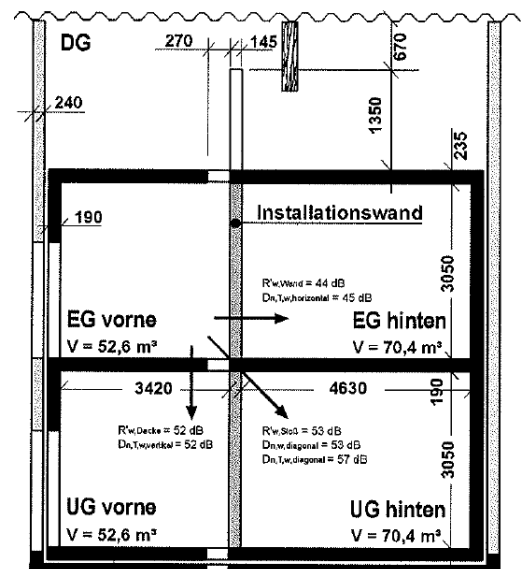 DG
270
145
670
240
1350
235
190
Installationswand
R'w,Wand = 44 dB
Dn,T,w,horizontal = 45 dB
3050
EG vorne
EG hinten
V = 52,6 m³
V = 70,4 m³
3420
4630
190
R'w,Decke = 52 dB
Dn,T,w,vertikal = 52 dB
R'w,Stoß = 53 dB
Dn,w,diagonal = 53 dB
Dn,T,w,diagonal = 57 dB
3050
UG vorne
UG hinten
V = 52,6 m³
V = 70,4 m³